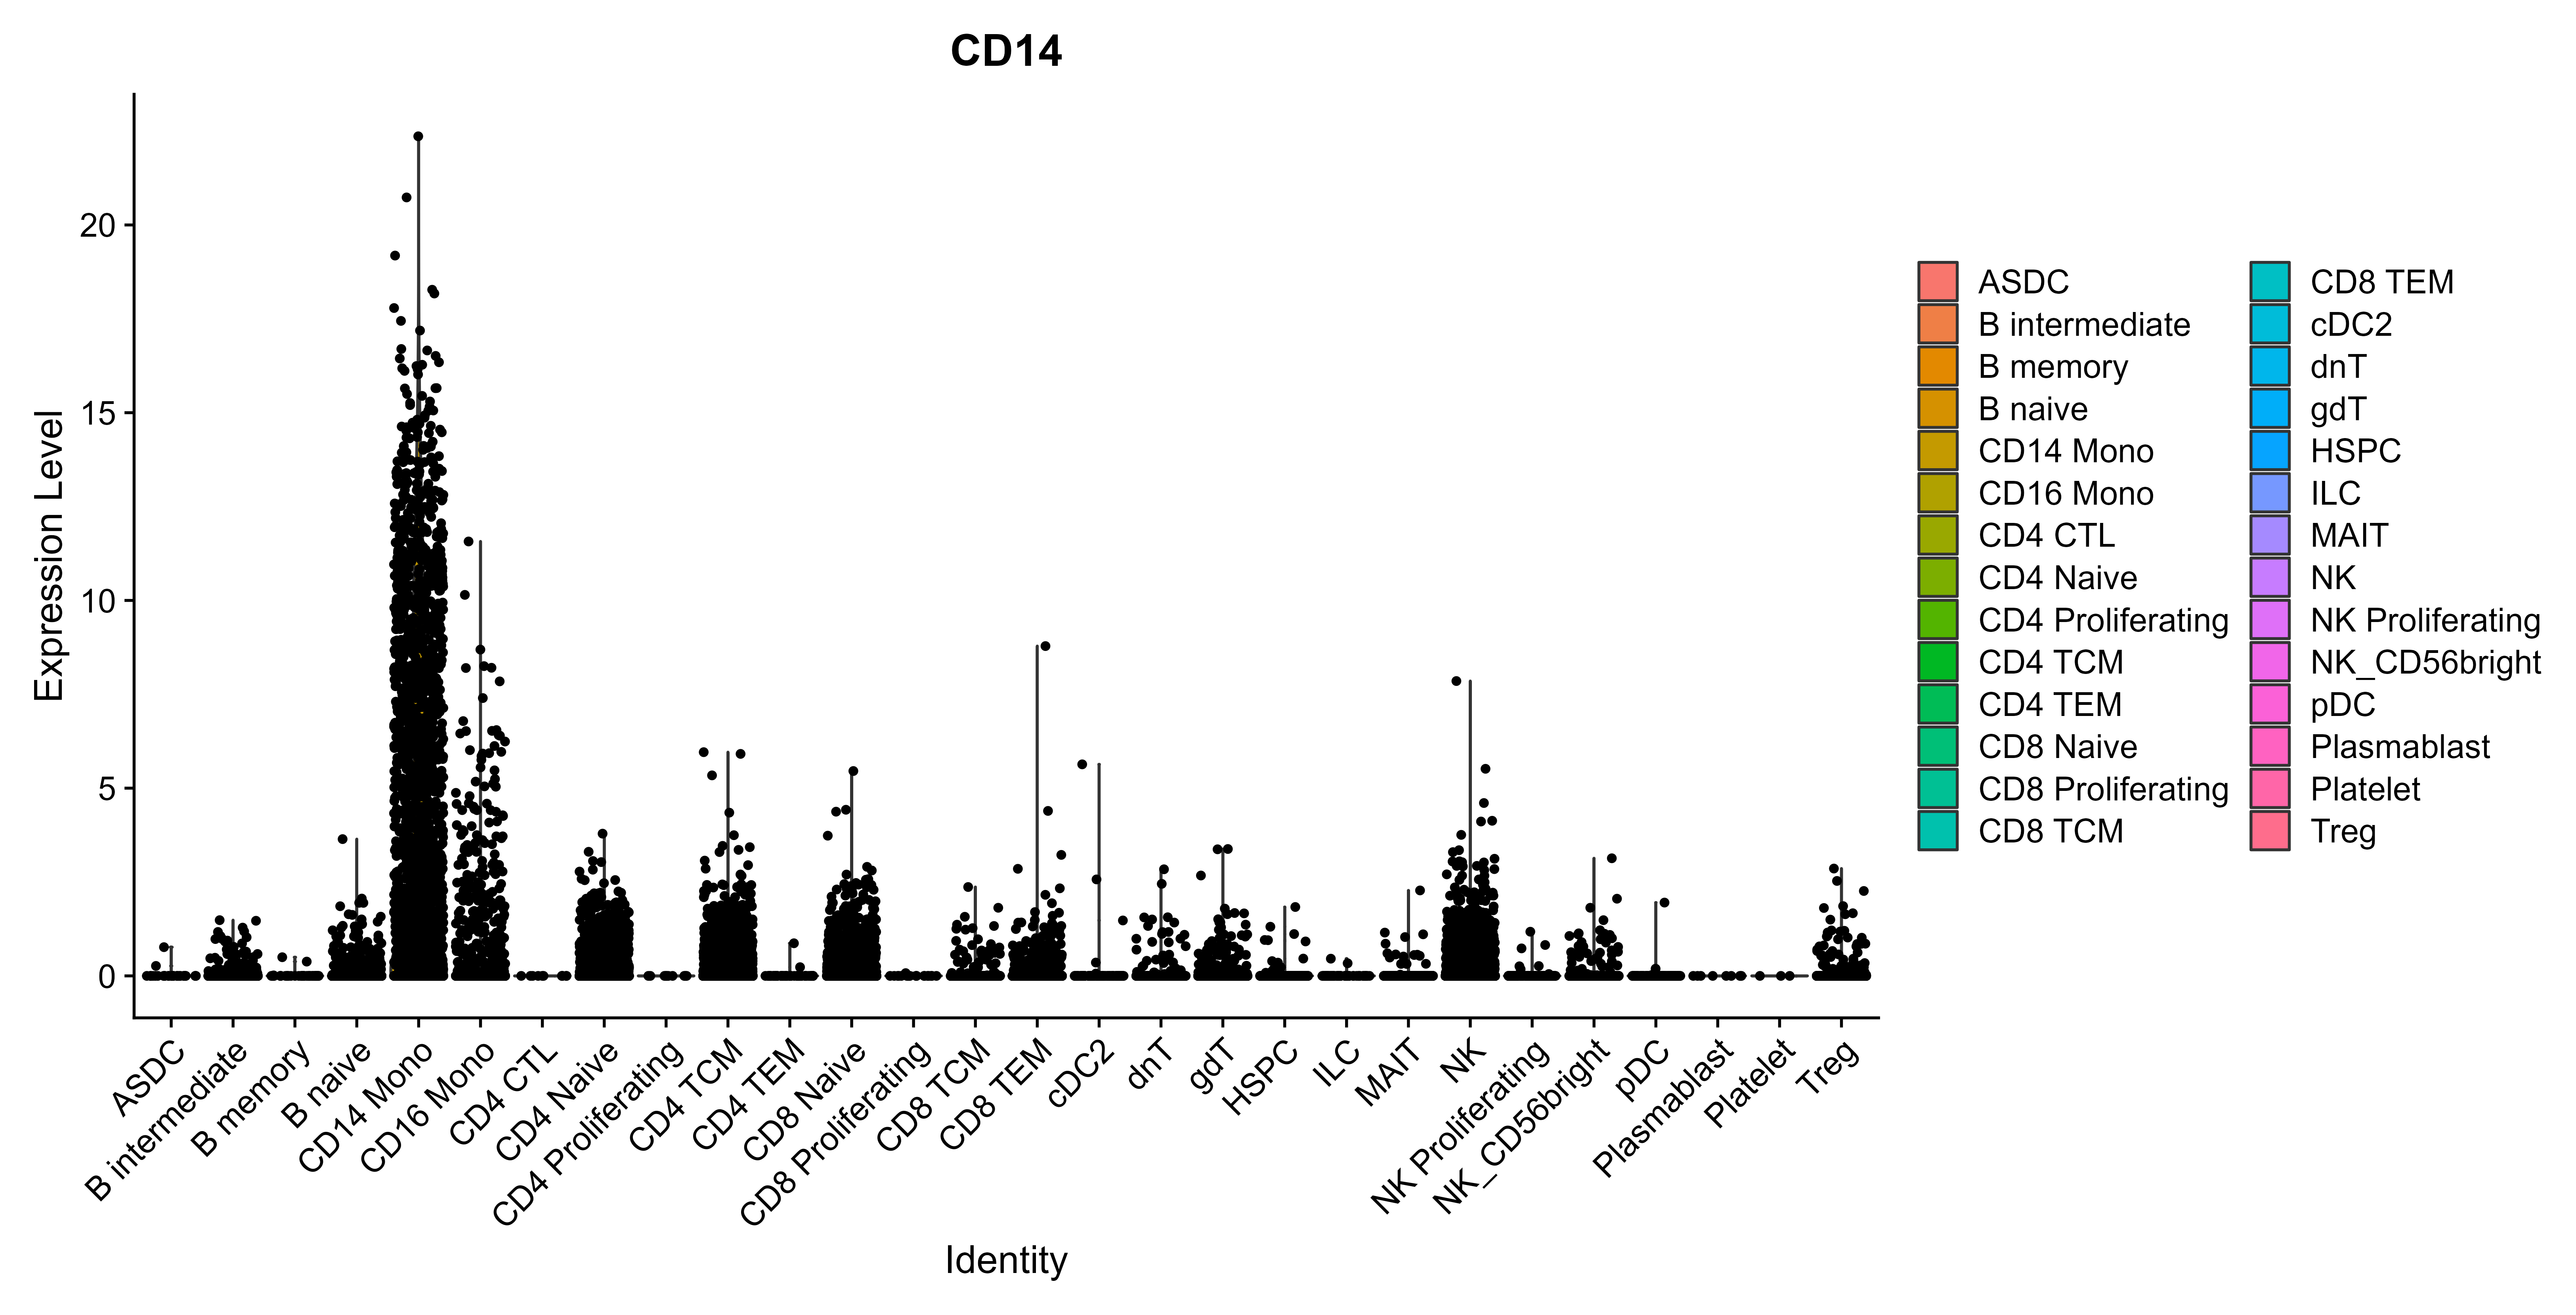 CD14
Expression Level
20
15
10
5
0
ASDC
B intermediate
B memory
B naive
CD14 Mono
CD16 Mono
CD4 CTL
CD4 Naive
CD4 Proliferating
CD4 TCM
CD4 TEM
CD8 Naive
CD8 Proliferating
CD8 TCM
CD8 TEM
cDC2
dnT
gdT
HSPC
ILC
MAIT
NK
NK Proliferating
NK_CD56bright
pDC
Plasmablast
Platelet
Treg
Identity
ASDC
B intermediate
B memory
B naive
CD14 Mono
CD16 Mono
CD4 CTL
CD4 Naive
CD4 Proliferating
CD4 TCM
CD4 TEM
CD8 Naive
CD8 Proliferating
CD8 TCM
CD8 TEM
cDC2
dnT
gdT
HSPC
ILC
MAIT
NK
NK Proliferating
NK_CD56bright
pDC
Plasmablast
Platelet
Treg